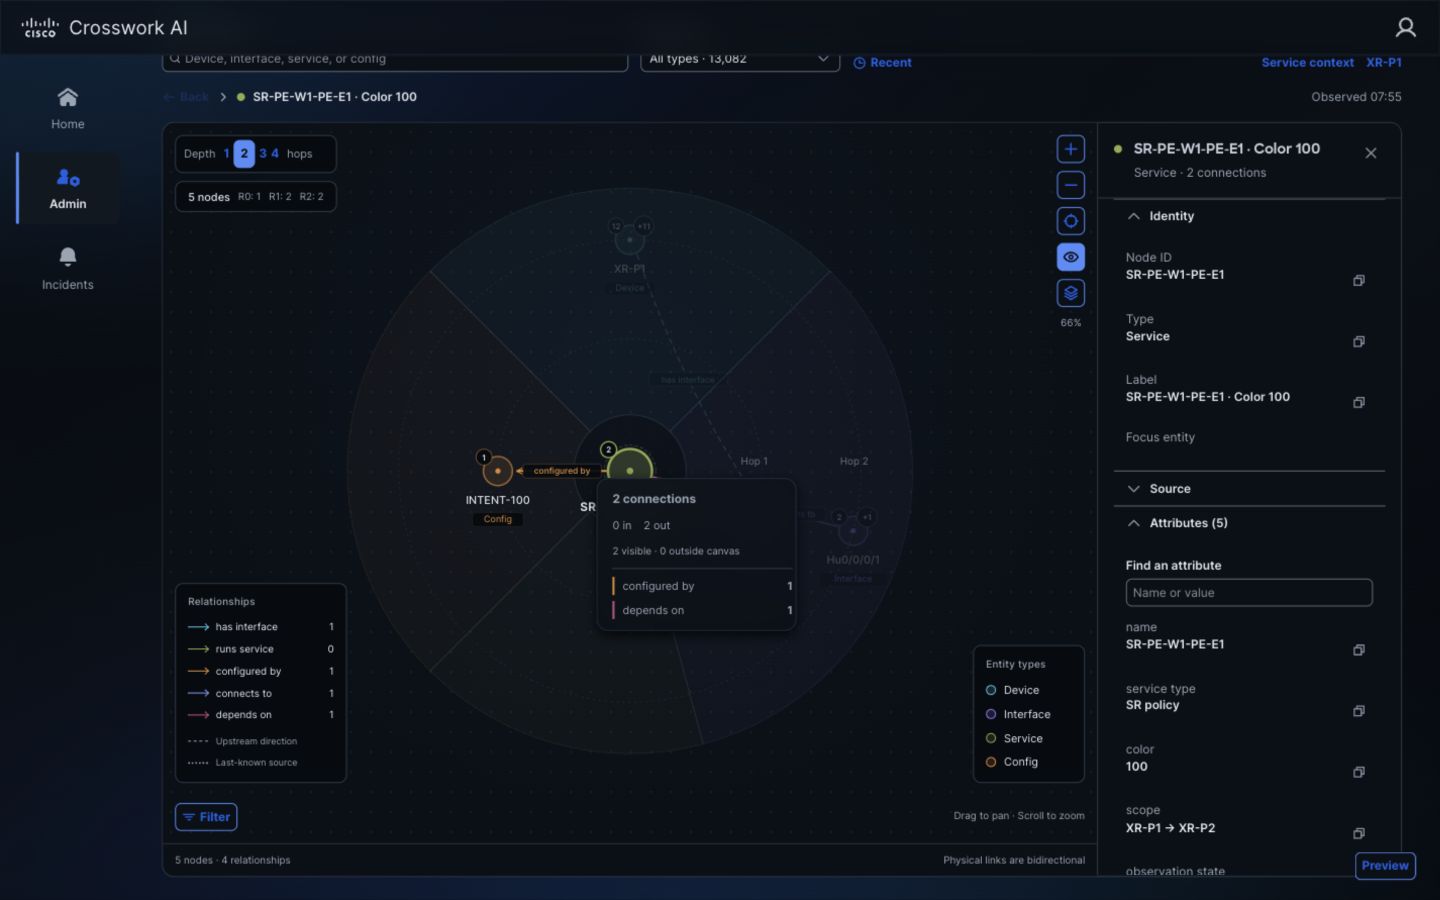 cisco Crosswork AI
Device, interface, service, or config
All types · 13,082
Recent
Service context XR-P1
← Back > SR-PE-W1-PE-E1 · Color 100
Observed 07:55
Home
Admin
Incidents
Depth 1 2 3 4 hops
5 nodes R0: 1 R1: 2 R2: 2
66%
12 +11
XR-P1
Device
has interface
Hop 1
Hop 2
1
configured by
2
INTENT-100
Config
SR
2 connections
0 in 2 out
2 visible · 0 outside canvas
configured by 1
depends on 1
2 +1
Hu0/0/0/1
Interface
Relationships
has interface 1
runs service 0
configured by 1
connects to 1
depends on 1
Upstream direction
Last-known source
Entity types
Device
Interface
Service
Config
Filter
Drag to pan · Scroll to zoom
5 nodes · 4 relationships
Physical links are bidirectional
SR-PE-W1-PE-E1 · Color 100
Service · 2 connections
Identity
Node ID
SR-PE-W1-PE-E1
Type
Service
Label
SR-PE-W1-PE-E1 · Color 100
Focus entity
Source
Attributes (5)
Find an attribute
Name or value
name
SR-PE-W1-PE-E1
service type
SR policy
color
100
scope
XR-P1 → XR-P2
observation state
Preview